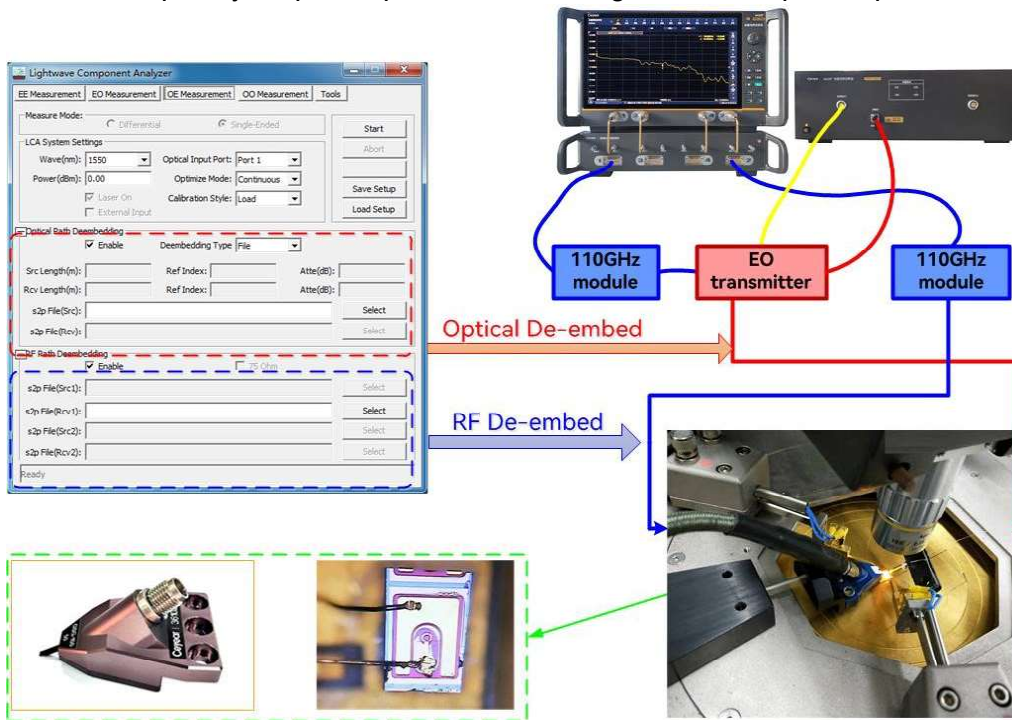 Lightwave Component Analyzer
EE Measurement EO Measurement OE Measurement OO Measurement Tools
Measure Mode:
Differential Single-Ended
Start
LCA System Settings
Abort
Wave(nm): 1550 Optical Input Port: Port 1
Power(dBm): 0.00 Optimize Mode: Continuous
Save Setup
Laser On Calibration Style: Load
External Input
Load Setup
Optical Path Deembedding
Enable Deembedding Type File
Src Length(m): Ref Index: Atte(dB):
Rcv Length(m): Ref Index: Atte(dB):
s2p File(Src): Select
s2p File(Rcv): Select
RF Path Deembedding
Enable 75 Ohm
s2p File(Src1): Select
s2p File(Rcv1): Select
s2p File(Src2): Select
s2p File(Rcv2): Select
Ready
110GHz
module
EO
transmitter
110GHz
module
Optical De-embed
RF De-embed
Ceyear